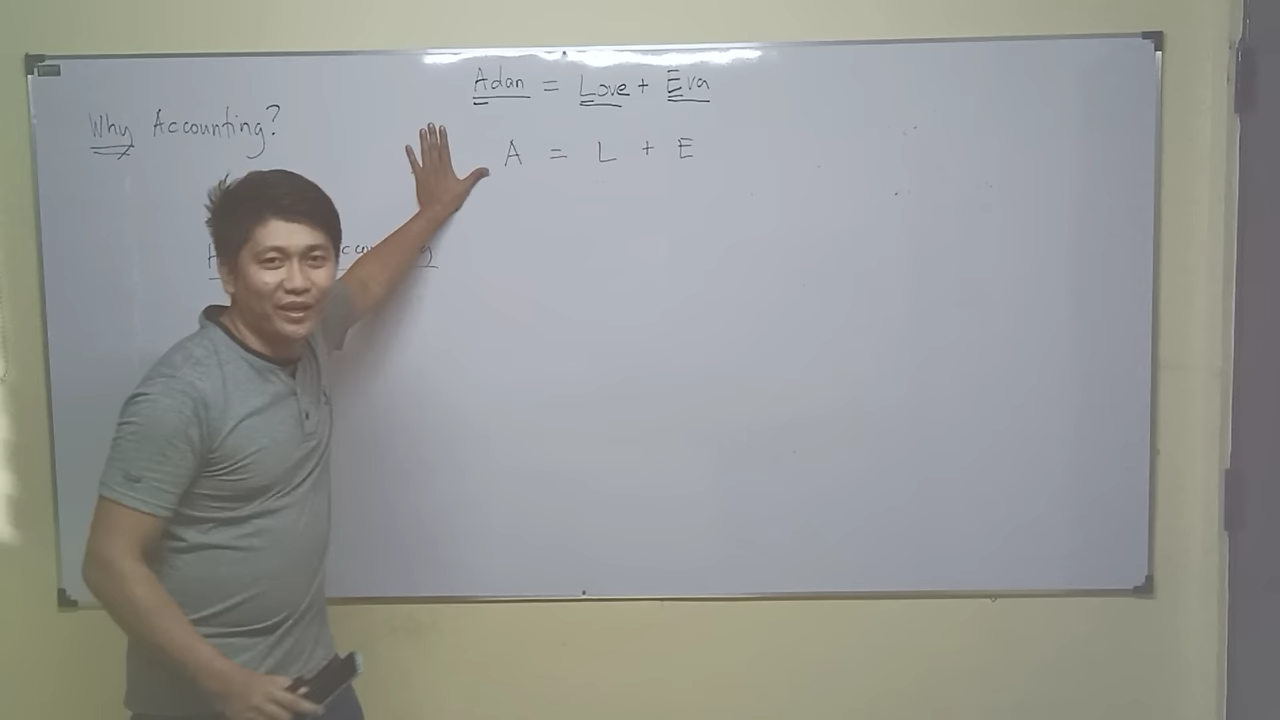 Adan = Love + Eva
Why Accounting?
A = L + E